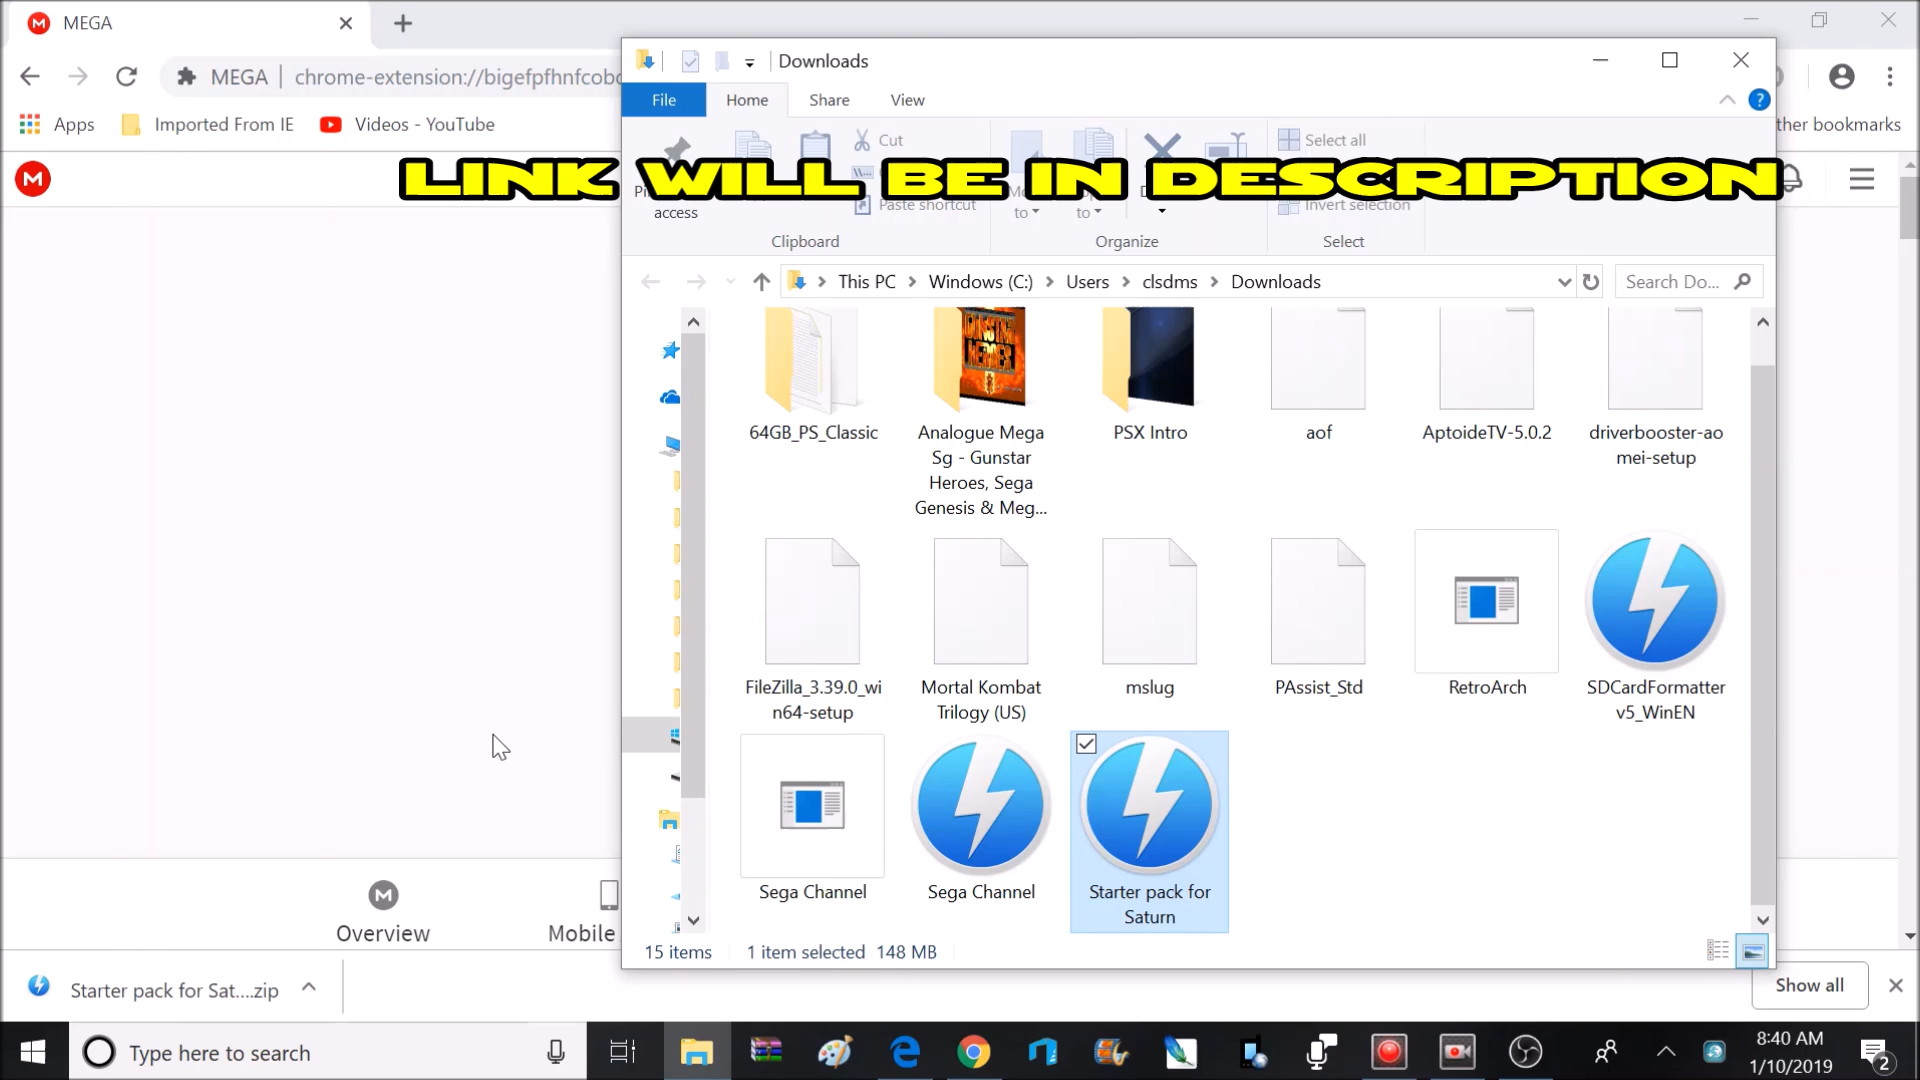 MEGA
MEGA | chrome-extension://bigefpfhnfcobd
Apps
Imported From IE
Videos - YouTube
ther bookmarks
Downloads
File
Home
Share
View
Cut
Select all
LINK WILL BE IN DESCRIPTION
access
to
to
Paste shortcut
Invert selection
Clipboard
Organize
Select
This PC > Windows (C:) > Users > clsdms > Downloads
Search Do...
64GB_PS_Classic
Analogue Mega
Sg - Gunstar
Heroes, Sega
Genesis & Meg...
PSX Intro
aof
AptoideTV-5.0.2
driverbooster-ao
mei-setup
FileZilla_3.39.0_wi
n64-setup
Mortal Kombat
Trilogy (US)
mslug
PAssist_Std
RetroArch
SDCardFormatter
v5_WinEN
Sega Channel
Sega Channel
Starter pack for
Saturn
15 items
1 item selected 148 MB
Overview
Mobile
Starter pack for Sat....zip
Show all
Type here to search
8:40 AM
1/10/2019
2